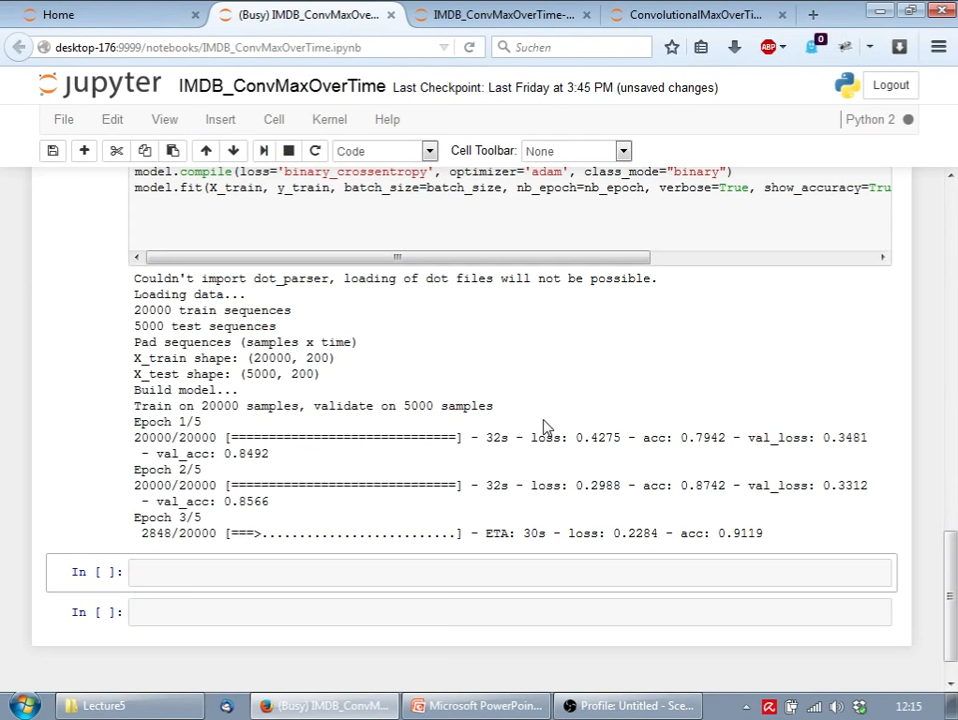 Home
(Busy) IMDB_ConvMaxOve...
IMDB_ConvMaxOverTime-...
ConvolutionalMaxOverTi...
desktop-176:9999/notebooks/IMDB_ConvMaxOverTime.ipynb
Suchen
ABP
0
jupyter IMDB_ConvMaxOverTime Last Checkpoint: Last Friday at 3:45 PM (unsaved changes)
Logout
File Edit View Insert Cell Kernel Help
Python 2
Code
Cell Toolbar: None
model.compile(loss='binary_crossentropy', optimizer='adam', class_mode="binary")
model.fit(X_train, y_train, batch_size=batch_size, nb_epoch=nb_epoch, verbose=True, show_accuracy=Tru
Couldn't import dot_parser, loading of dot files will not be possible.
Loading data...
20000 train sequences
5000 test sequences
Pad sequences (samples x time)
X_train shape: (20000, 200)
X_test shape: (5000, 200)
Build model...
Train on 20000 samples, validate on 5000 samples
Epoch 1/5
20000/20000 [==============================] - 32s - loss: 0.4275 - acc: 0.7942 - val_loss: 0.3481
- val_acc: 0.8492
Epoch 2/5
20000/20000 [==============================] - 32s - loss: 0.2988 - acc: 0.8742 - val_loss: 0.3312
- val_acc: 0.8566
Epoch 3/5
2848/20000 [===>..........................] - ETA: 30s - loss: 0.2284 - acc: 0.9119
In [ ]:
In [ ]:
Lecture5
(Busy) IMDB_ConvM...
Microsoft PowerPoint...
Profile: Untitled - Sce...
12:15